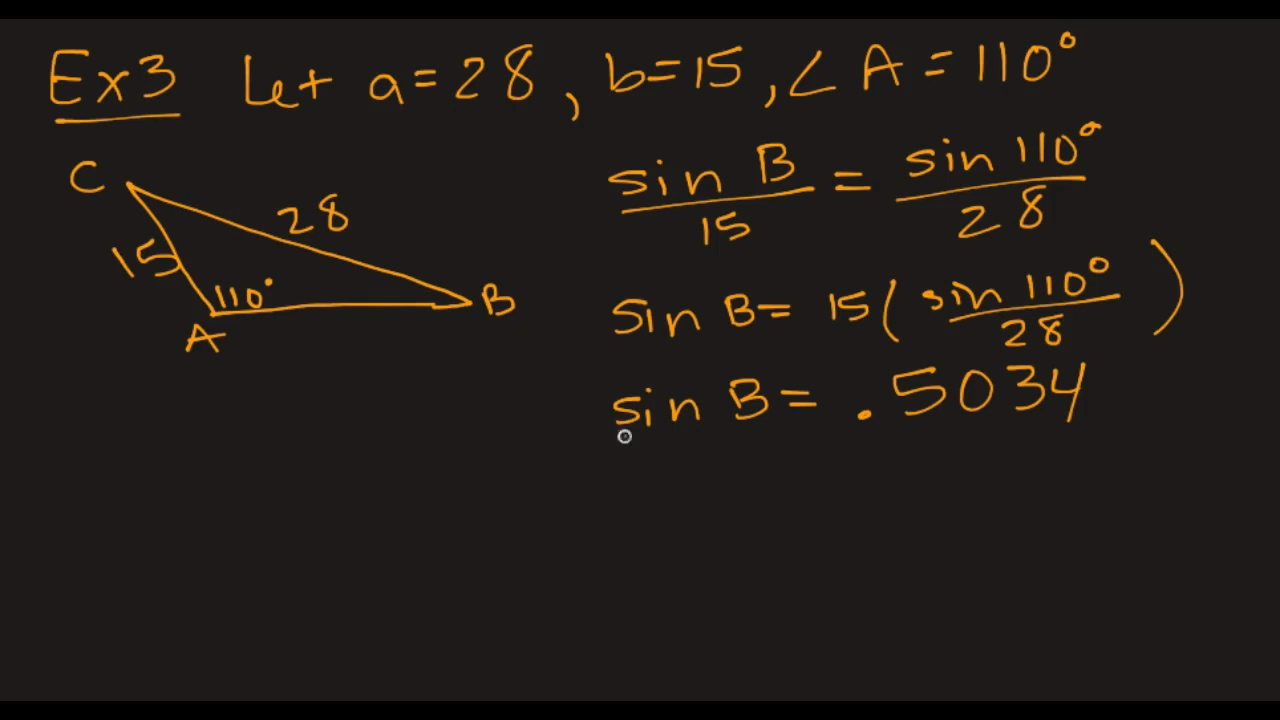 Ex3 Let a=28, b=15, ∠A=110°
sin B/15 = sin 110°/28
C
28
15
110°
B
A
sin B= 15(sin 110°/28)
sin B= .5034